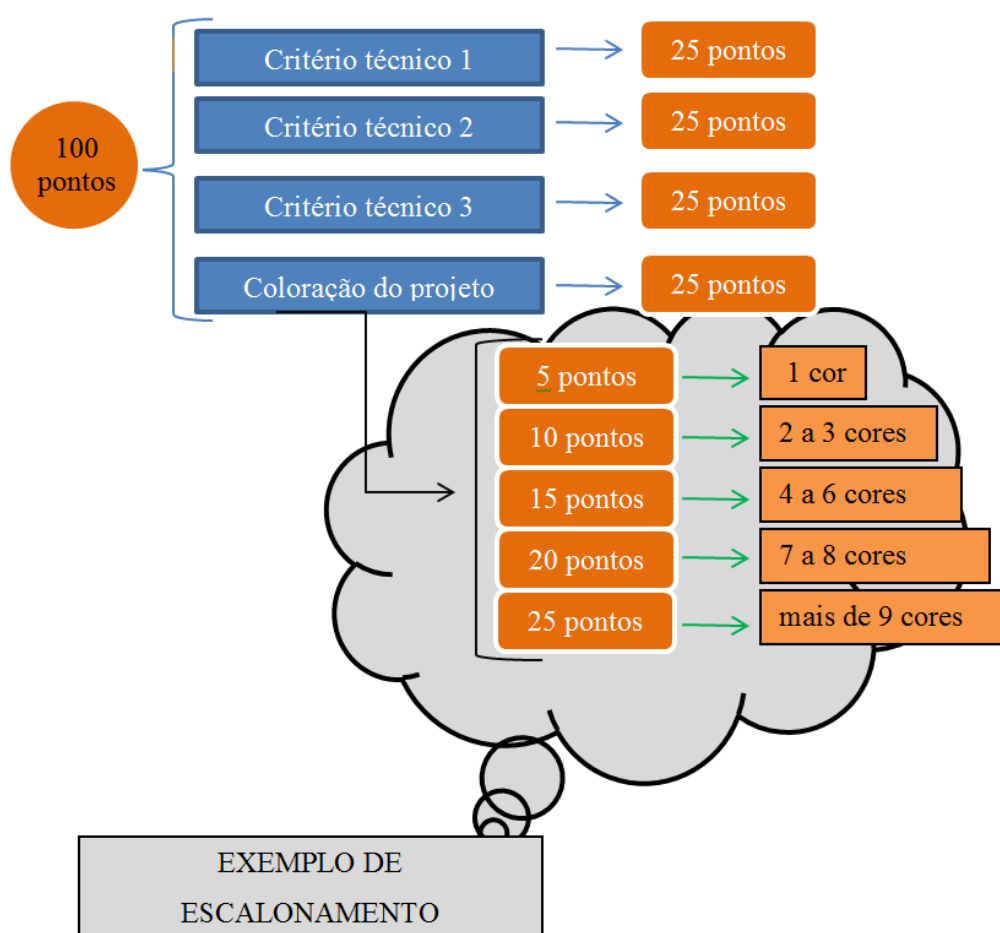 Critério técnico 1
25 pontos
Critério técnico 2
25 pontos
100
pontos
Critério técnico 3
25 pontos
Coloração do projeto
25 pontos
5 pontos
1 cor
10 pontos
2 a 3 cores
15 pontos
4 a 6 cores
20 pontos
7 a 8 cores
25 pontos
mais de 9 cores
EXEMPLO DE
ESCALONAMENTO